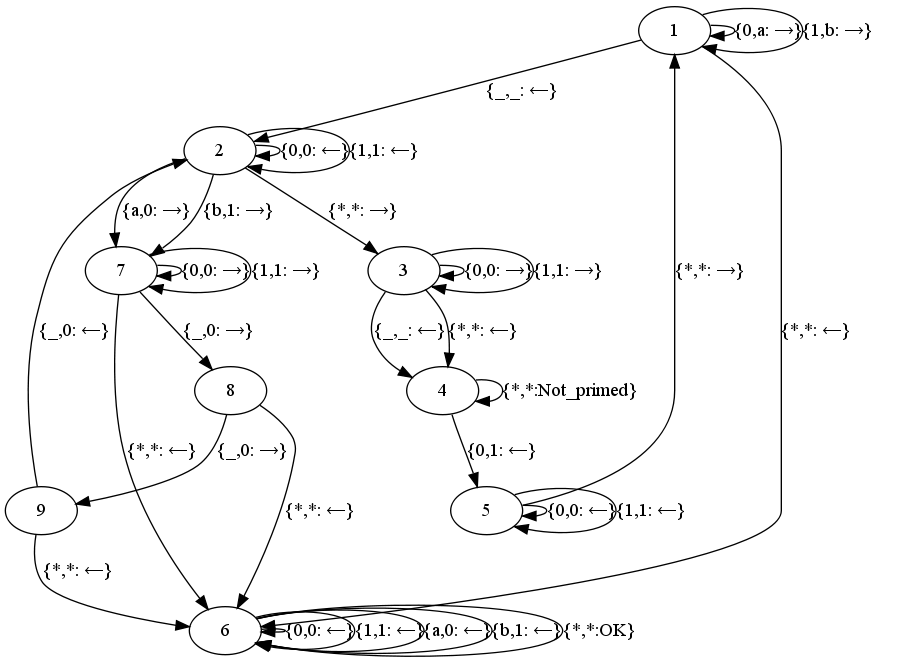 1 {0,a: →} {1,b: →}
{_,_: ←}
2 {0,0: ←} {1,1: ←}
{a,0: →} {b,1: →} {*,*: →}
7 {0,0: →} {1,1: →} 3 {0,0: →} {1,1: →} {*,*: →}
{_,0: ←} {_,0: →} {_,_: ←} {*,*: ←} {*,*: ←}
8 4 {*,*:Not_primed}
{*,*: ←} {_,0: →} {0,1: ←}
9 {*,*: ←} 5 {0,0: ←} {1,1: ←}
{*,*: ←}
6 {0,0: ←} {1,1: ←} {a,0: ←} {b,1: ←} {*,*:OK}